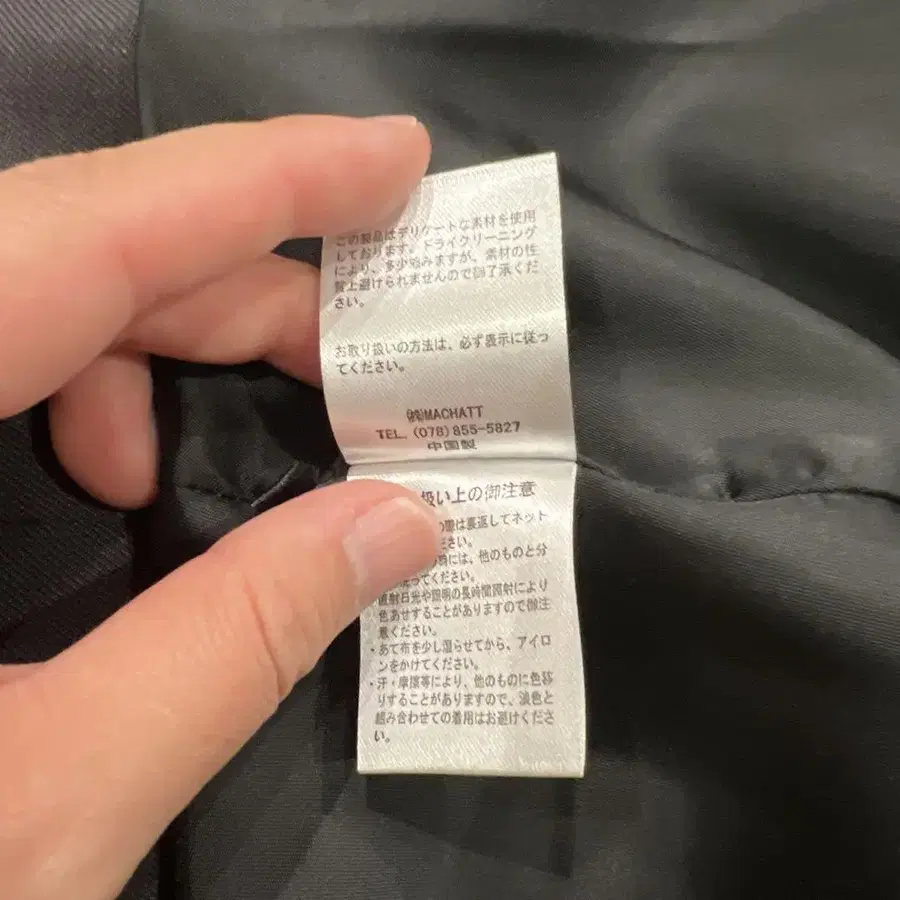 この製品はデリケートな素材を使用
しております。ドライクリーニング
により、多少縮みますが、素材の性
質上避けられませんので御了承くだ
さい。
お取り扱いの方法は、必ず表示に従っ
てください。
㈱MACHATT
TEL. (078) 855-5827
中国製
扱い上の御注意
の際は裏返してネット
ださい。
時には、他のものと分
ってください。
直射日光や照明の長時間照射により
色あせすることがありますので御注
意ください。
・あて布を少し湿らせてから、アイロ
ンをかけてください。
・汗・摩擦等により、他のものに色移
りすることがありますので、淡色と
組み合わせての着用はお避けくださ
い。